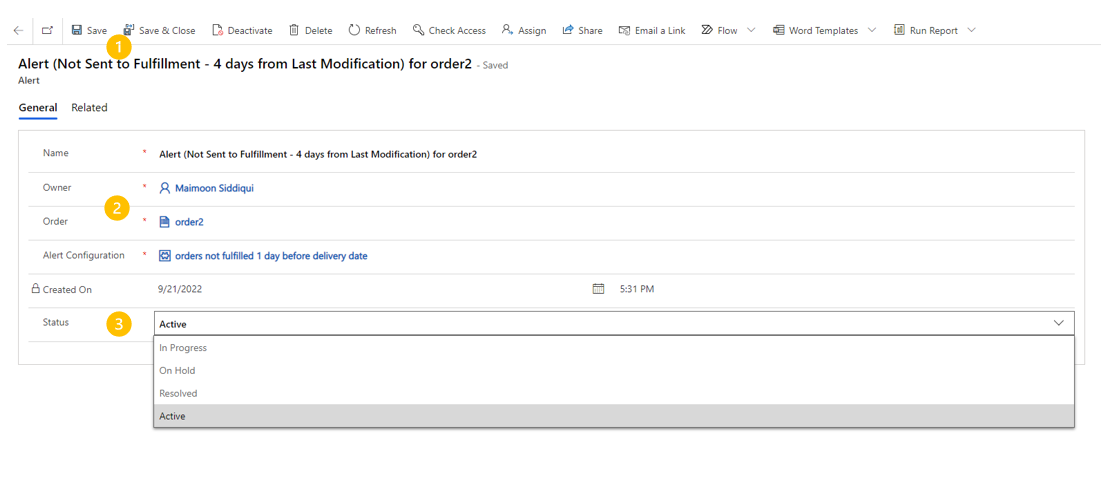 Save Save & Close Deactivate Delete Refresh Check Access Assign Share Email a Link Flow Word Templates Run Report
1
Alert (Not Sent to Fulfillment - 4 days from Last Modification) for order2 - Saved
Alert
General Related
Name * Alert (Not Sent to Fulfillment - 4 days from Last Modification) for order2
Owner * Maimoon Siddiqui
2
Order * order2
Alert Configuration * orders not fulfilled 1 day before delivery date
Created On 9/21/2022 5:31 PM
Status 3 Active
In Progress
On Hold
Resolved
Active